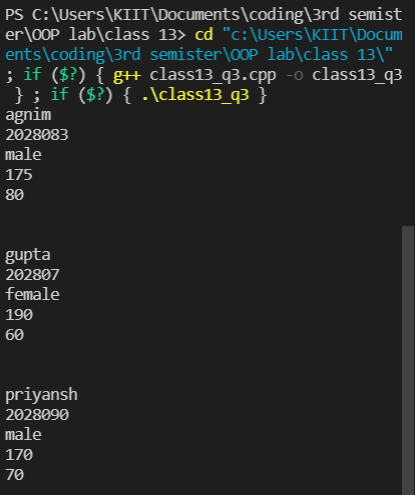 PS C:\Users\KIIT\Documents\coding\3rd semist
er\OOP lab\class 13> cd "c:\Users\KIIT\Docum
ents\coding\3rd semister\OOP lab\class 13\"
; if ($?) { g++ class13_q3.cpp -o class13_q3
 } ; if ($?) { .\class13_q3 }
agnim
2028083
male
175
80
gupta
202807
female
190
60
priyansh
2028090
male
170
70